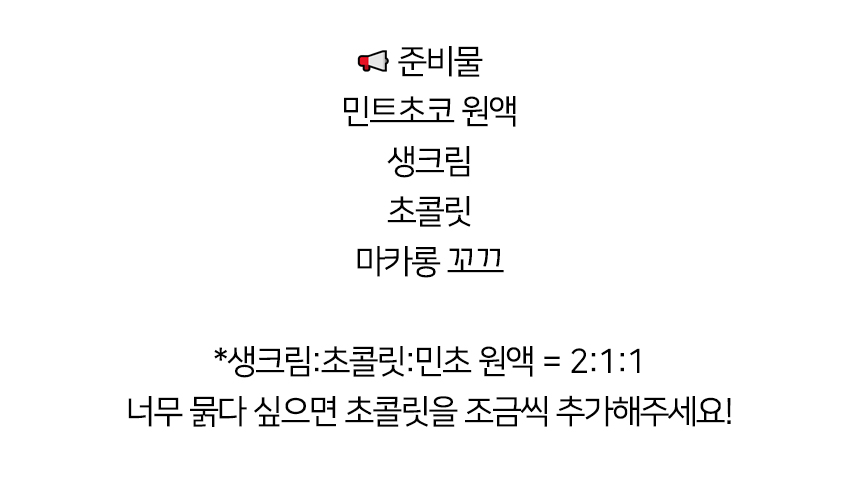 📢 준비물
민트초코 원액
생크림
초콜릿
마카롱 꼬끄
*생크림:초콜릿:민초 원액 = 2:1:1
너무 묽다 싶으면 초콜릿을 조금씩 추가해주세요!